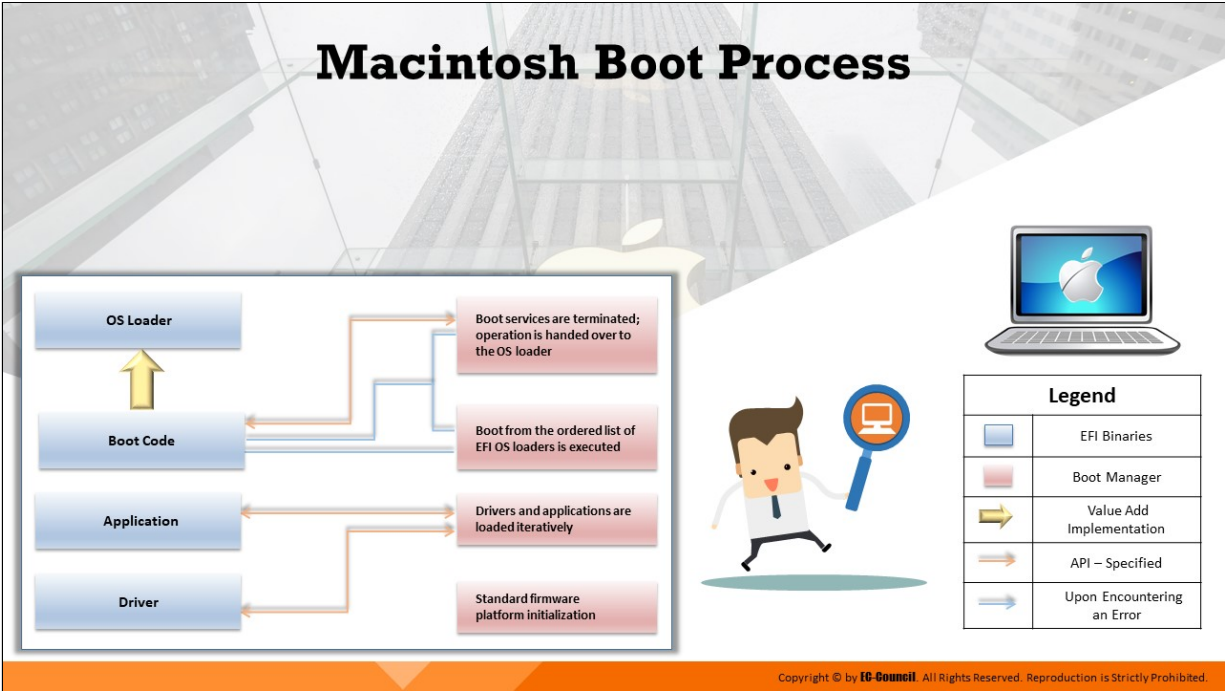 Macintosh Boot Process
OS Loader
Boot Code
Application
Driver
Boot services are terminated;
operation is handed over to
the OS loader
Boot from the ordered list of
EFI OS loaders is executed
Drivers and applications are
loaded iteratively
Standard firmware
platform initialization
Legend
EFI Binaries
Boot Manager
Value Add
Implementation
API – Specified
Upon Encountering
an Error
Copyright © by EC-Council. All Rights Reserved. Reproduction is Strictly Prohibited.